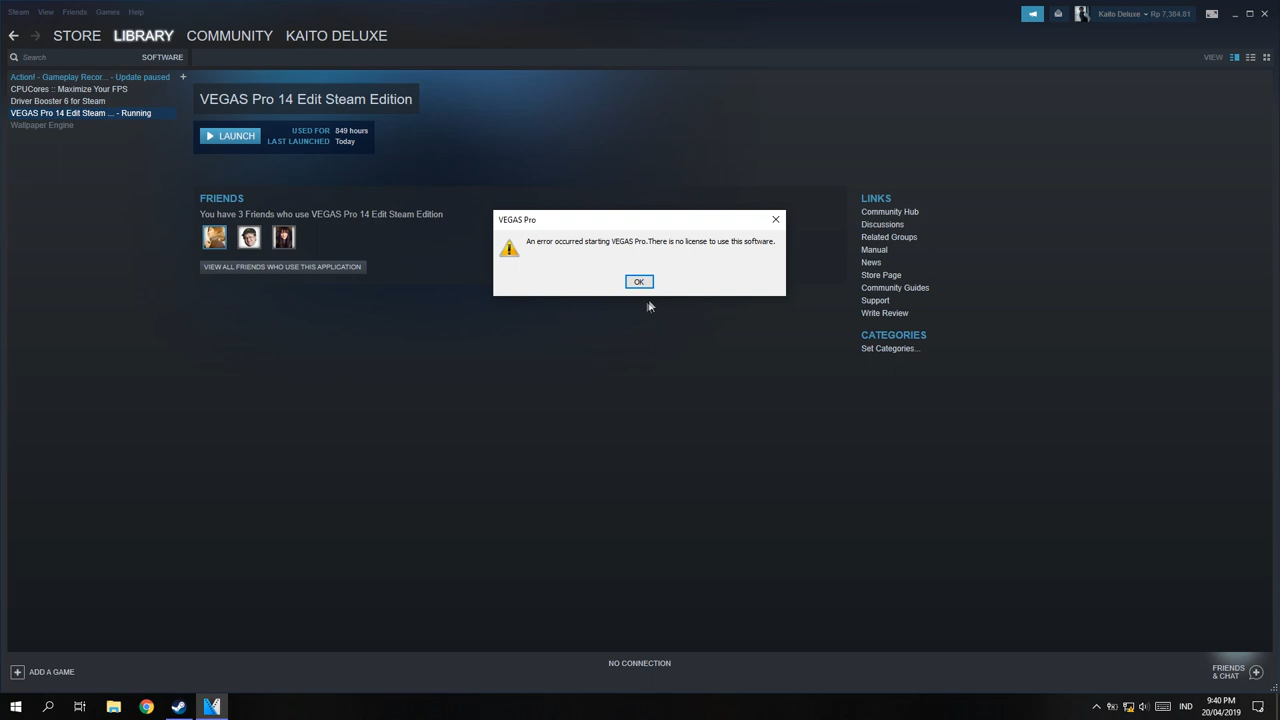 Steam View Friends Games Help
Kaito Deluxe Rp 7,384.81
STORE LIBRARY COMMUNITY KAITO DELUXE
Search SOFTWARE
VIEW
Action! - Gameplay Recor... - Update paused
CPUCores :: Maximize Your FPS
Driver Booster 6 for Steam
VEGAS Pro 14 Edit Steam ... - Running
Wallpaper Engine
VEGAS Pro 14 Edit Steam Edition
LAUNCH
USED FOR 849 hours
LAST LAUNCHED Today
FRIENDS
You have 3 Friends who use VEGAS Pro 14 Edit Steam Edition
VIEW ALL FRIENDS WHO USE THIS APPLICATION
VEGAS Pro
An error occurred starting VEGAS Pro.There is no license to use this software.
OK
LINKS
Community Hub
Discussions
Related Groups
Manual
News
Store Page
Community Guides
Support
Write Review
CATEGORIES
Set Categories...
ADD A GAME
NO CONNECTION
FRIENDS
& CHAT
IND
9:40 PM
20/04/2019